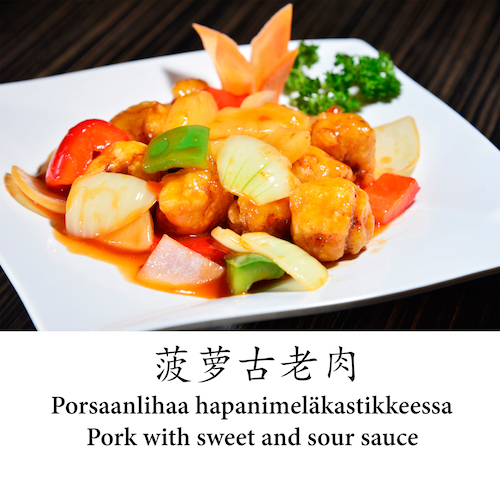 菠萝古老肉
Porsaanlihaa hapanimeläkastikkeessa
Pork with sweet and sour sauce